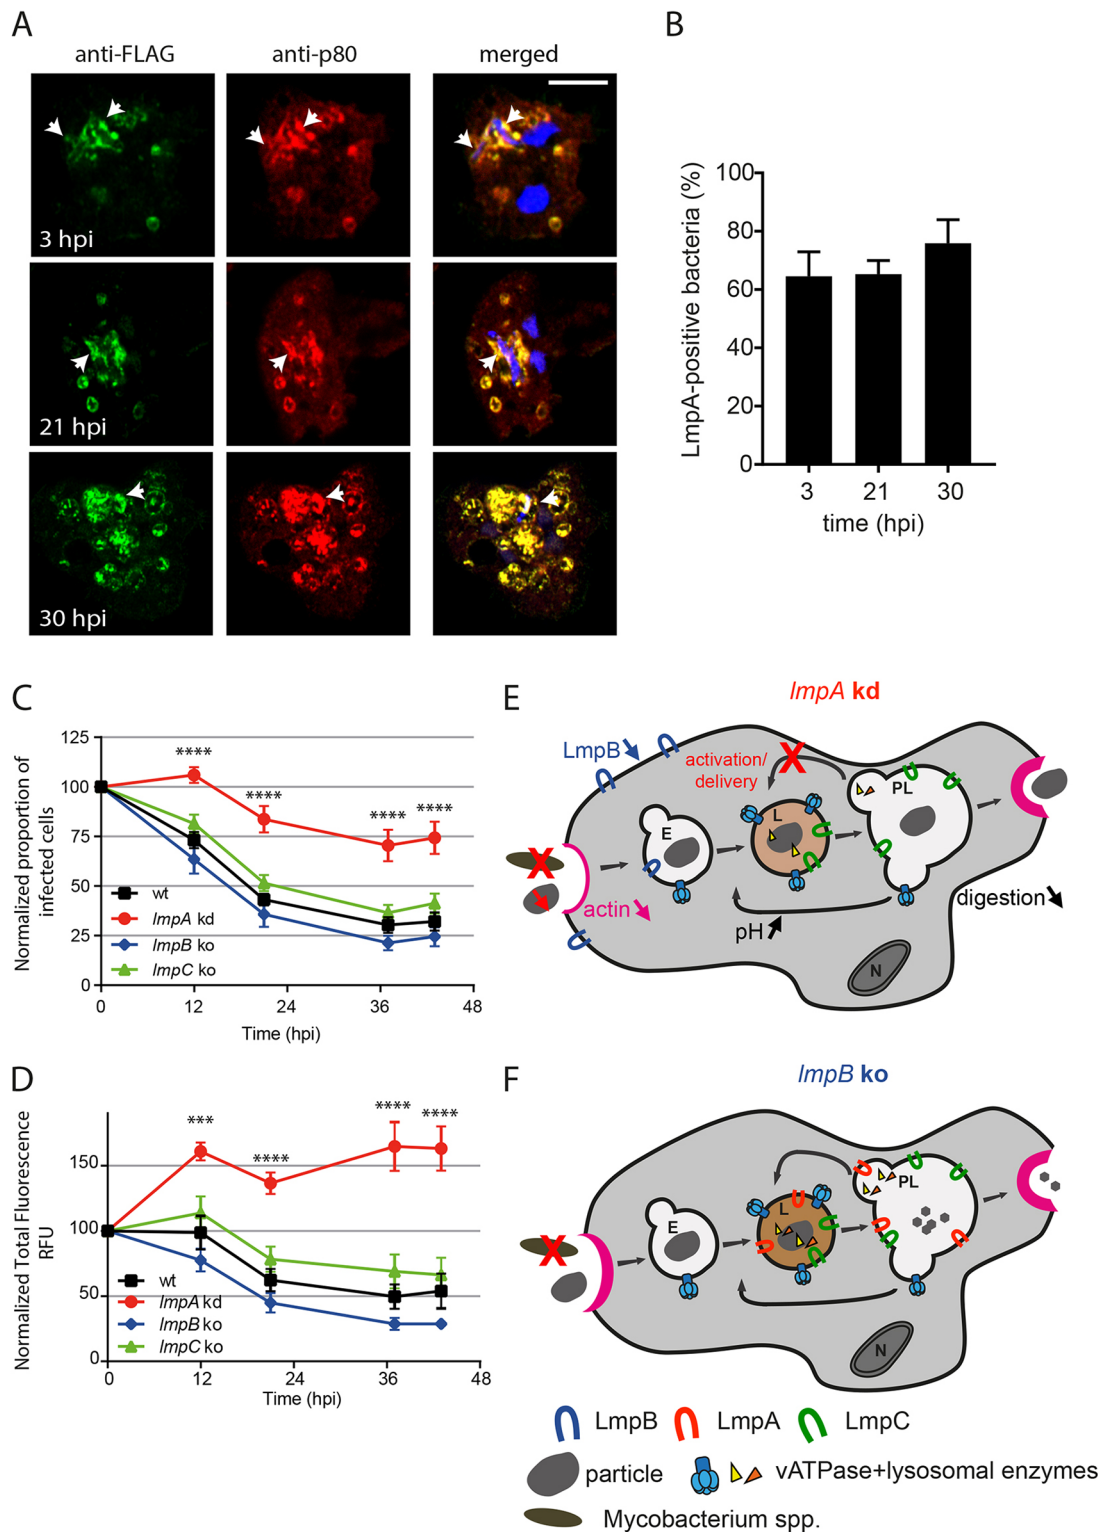 A
anti-FLAG
anti-p80
merged
3 hpi
21 hpi
30 hpi
B
LmpA-positive bacteria (%)
100
80
60
40
20
0
3
21
30
time (hpi)
C
Normalized proportion of
infected cells
125
100
75
50
25
0
****
****
****
****
wt
lmpA kd
lmpB ko
lmpC ko
0
12
24
36
48
Time (hpi)
D
Normalized Total Fluorescence
RFU
150
100
50
0
***
****
****
****
wt
lmpA kd
lmpB ko
lmpC ko
0
12
24
36
48
Time (hpi)
E
lmpA kd
LmpB
activation/
delivery
X
PL
E
L
X
actin
pH
digestion
N
F
lmpB ko
PL
E
L
X
N
LmpB
LmpA
LmpC
particle
vATPase+lysosomal enzymes
Mycobacterium spp.